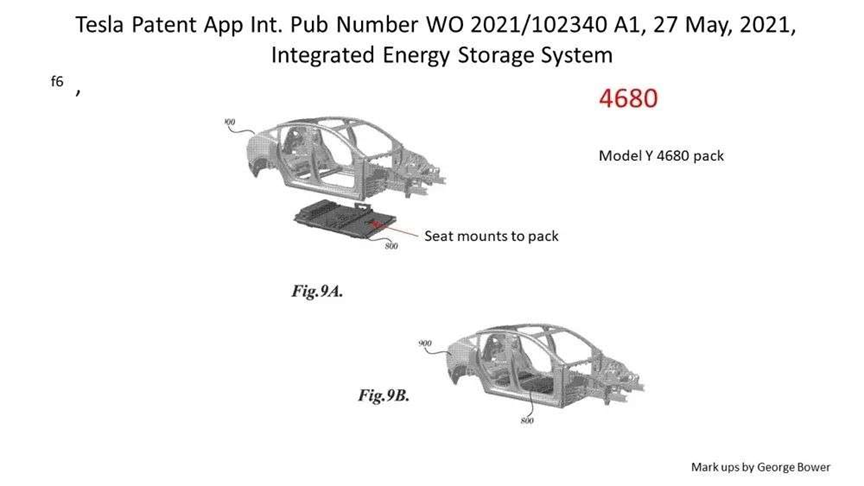 Tesla Patent App Int. Pub Number WO 2021/102340 A1, 27 May, 2021,
Integrated Energy Storage System
f6 ,
4680
Model Y 4680 pack
900
Seat mounts to pack
800
Fig.9A.
900
Fig.9B.
800
Mark ups by George Bower